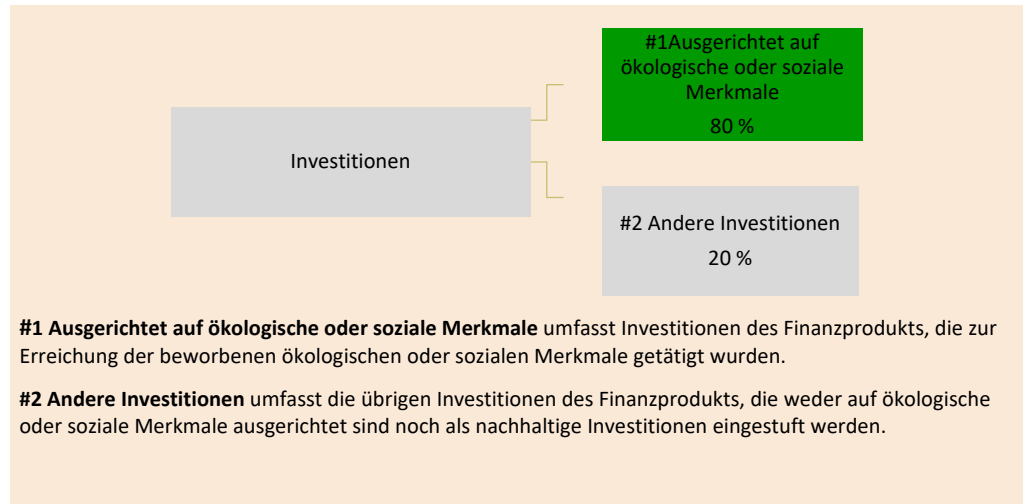 #1Ausgerichtet auf
ökologische oder soziale
Merkmale
80 %
Investitionen
#2 Andere Investitionen
20 %
#1 Ausgerichtet auf ökologische oder soziale Merkmale umfasst Investitionen des Finanzprodukts, die zur
Erreichung der beworbenen ökologischen oder sozialen Merkmale getätigt wurden.
#2 Andere Investitionen umfasst die übrigen Investitionen des Finanzprodukts, die weder auf ökologische
oder soziale Merkmale ausgerichtet sind noch als nachhaltige Investitionen eingestuft werden.